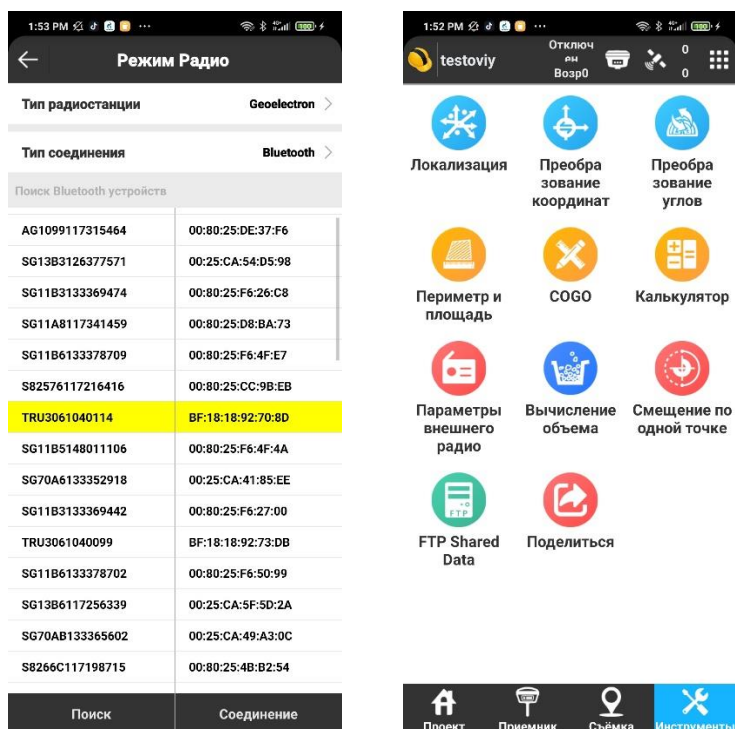 1:53 PM
Режим Радио
Тип радиостанции Geoelectron
Тип соединения Bluetooth
Поиск Bluetooth устройств
AG1099117315464 00:80:25:DE:37:F6
SG13B3126377571 00:25:CA:54:D5:98
SG11B3133369474 00:80:25:F6:26:C8
SG11A8117341459 00:80:25:D8:BA:73
SG11B6133378709 00:80:25:F6:4F:E7
S82576117216416 00:80:25:CC:9B:EB
TRU3061040114 BF:18:18:92:70:8D
SG11B5148011106 00:80:25:F6:4F:4A
SG70A6133352918 00:25:CA:41:85:EE
SG11B3133369442 00:80:25:F6:27:00
TRU3061040099 BF:18:18:92:73:DB
SG11B6133378702 00:80:25:F6:50:99
SG13B6117256339 00:25:CA:5F:5D:2A
SG70AB133365602 00:25:CA:49:A3:0C
S8266C117198715 00:80:25:4B:B2:54
Поиск Соединение
1:52 PM
testoviy
Отключ
ен
Возр0
0
0
Локализация
Преобра
зование
координат
Преобра
зование
углов
Периметр и
площадь
COGO
Калькулятор
Параметры
внешнего
радио
Вычисление
объема
Смещение по
одной точке
FTP
FTP Shared
Data
Поделиться
Проект Приемник Съёмка Инструменты